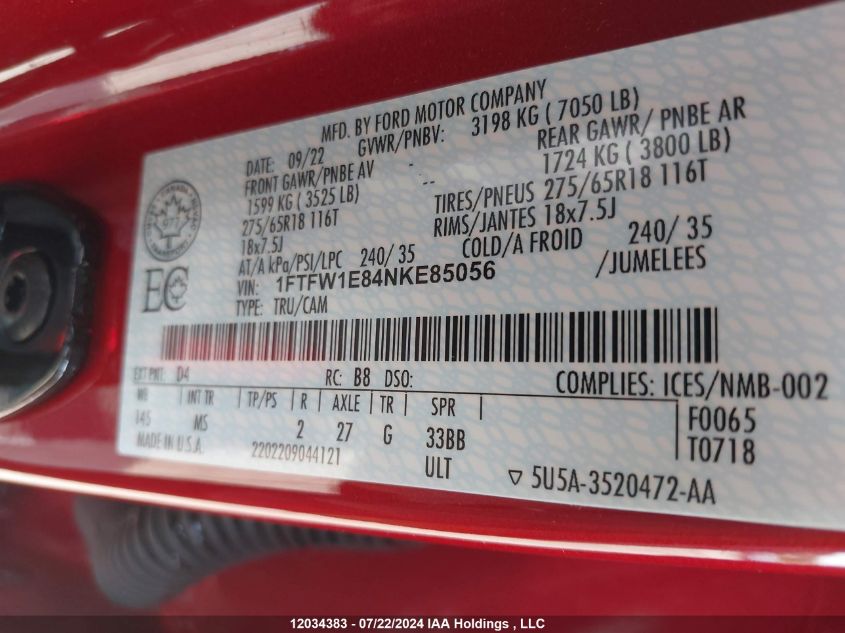 MFD. BY FORD MOTOR COMPANY
DATE: 09/22 GVWR/PNBV: 3198 KG ( 7050 LB)
FRONT GAWR/PNBE AV - REAR GAWR/ PNBE AR
1599 KG ( 3525 LB) -- 1724 KG ( 3800 LB)
275/65R18 116T TIRES/PNEUS 275/65R18 116T
18x7.5J RIMS/JANTES 18x7.5J
AT/A kPa/PSI/LPC 240/ 35 COLD/A FROID 240/ 35
VIN: 1FTFW1E84NKE85056 /JUMELEES
TYPE: TRU/CAM
EC
EXT PNT: D4 RC: B8 DSO: COMPLIES: ICES/NMB-002
WB INT TR TP/PS R AXLE TR SPR F0065
145 MS 2 27 G 33BB T0718
MADE IN U.S.A. 2202209044121 ULT ▽ 5U5A-3520472-AA
12034383 - 07/22/2024 IAA Holdings , LLC